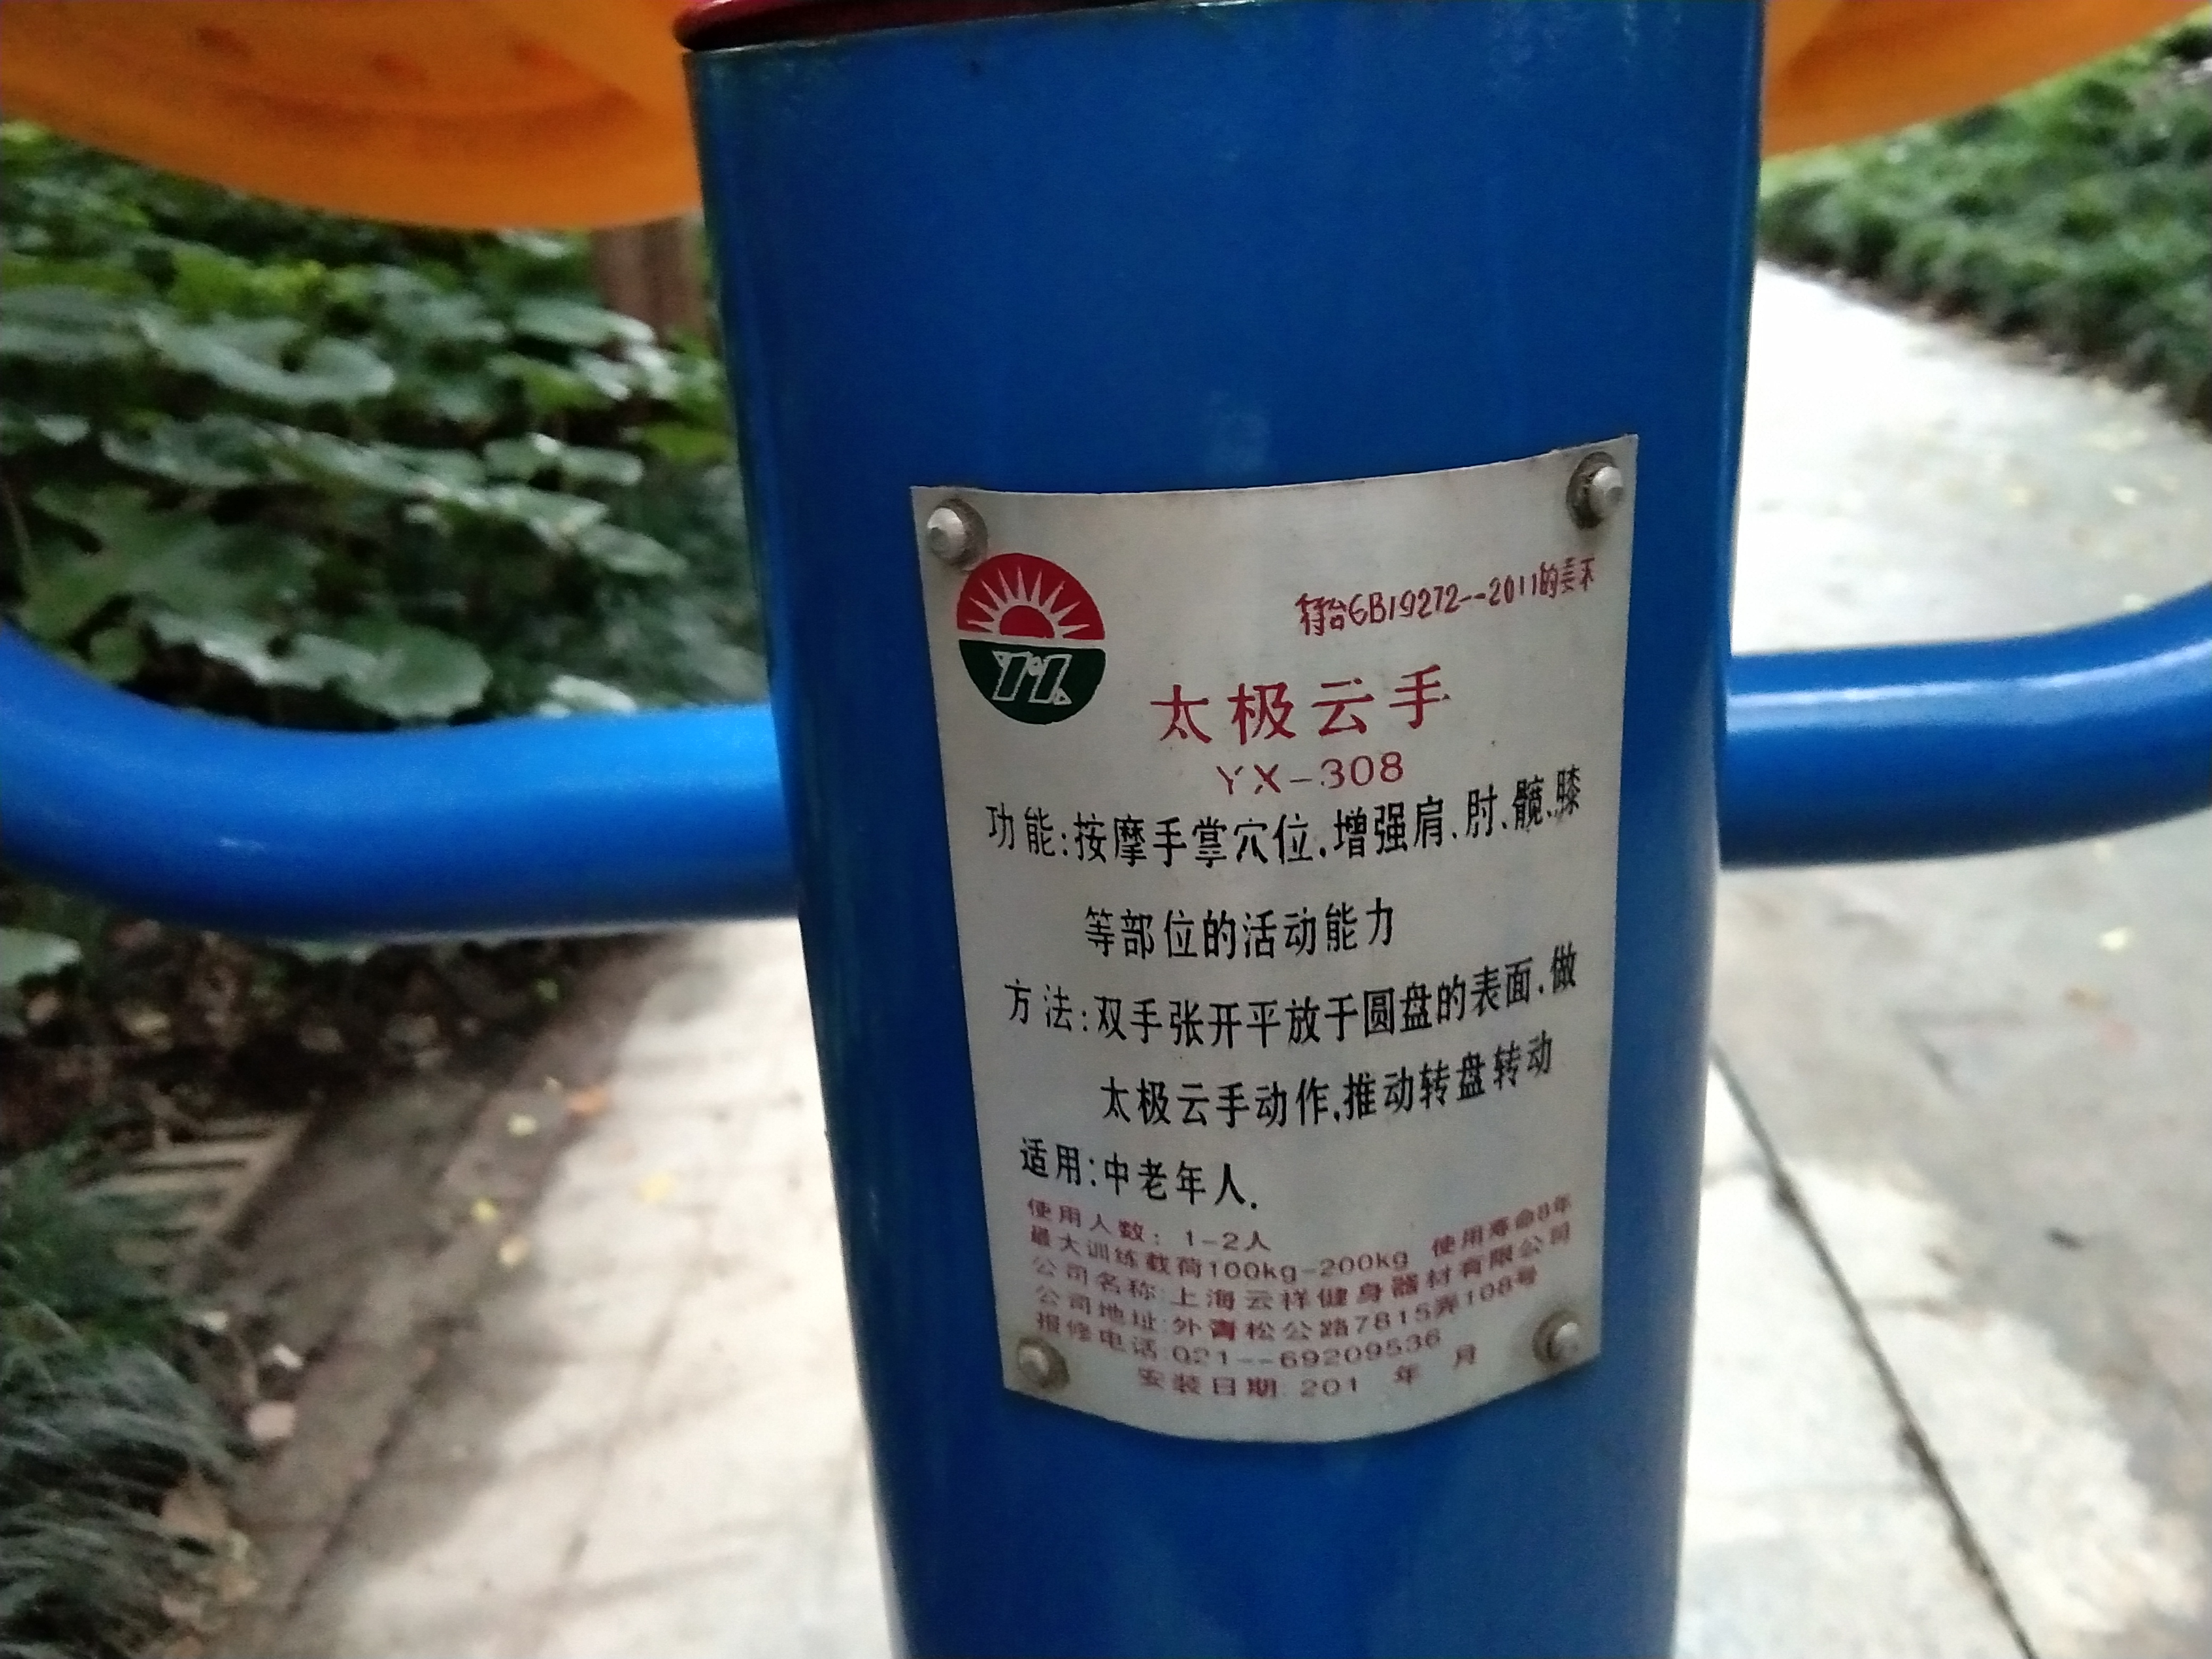 符合GB19272--2011的要求
YX
太极云手
YX-308
功能:按摩手掌穴位.增强肩、肘、髋、膝
等部位的活动能力
方法:双手张开平放于圆盘的表面.做
太极云手动作.推动转盘转动
适用:中老年人.
使用人数：1-2人
最大训练载荷100kg-200kg 使用寿命8年
公司名称:上海云祥健身器材有限公司
公司地址:外青松公路7815弄108号
报修电话:021--69209536
安装日期:201 年 月